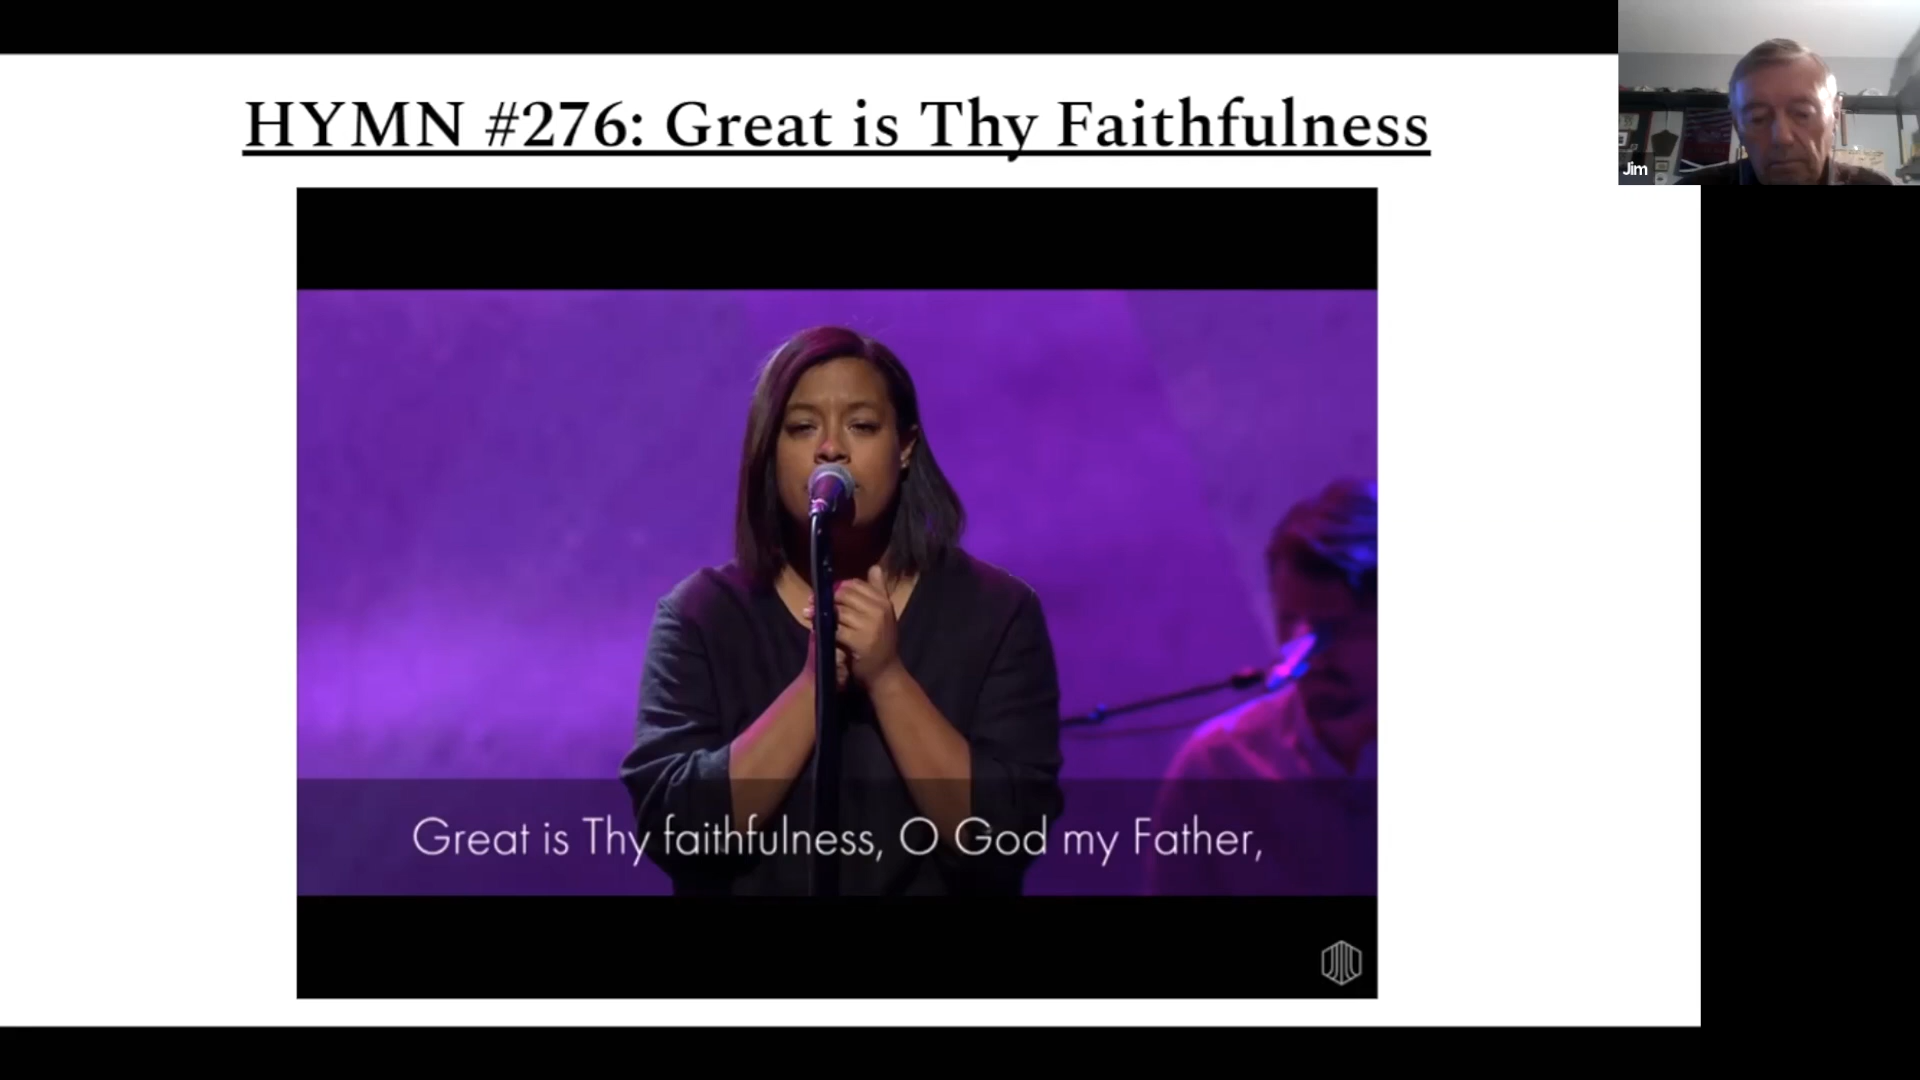 HYMN #276: Great is Thy Faithfulness
Jim
Great is Thy faithfulness, O God my Father,